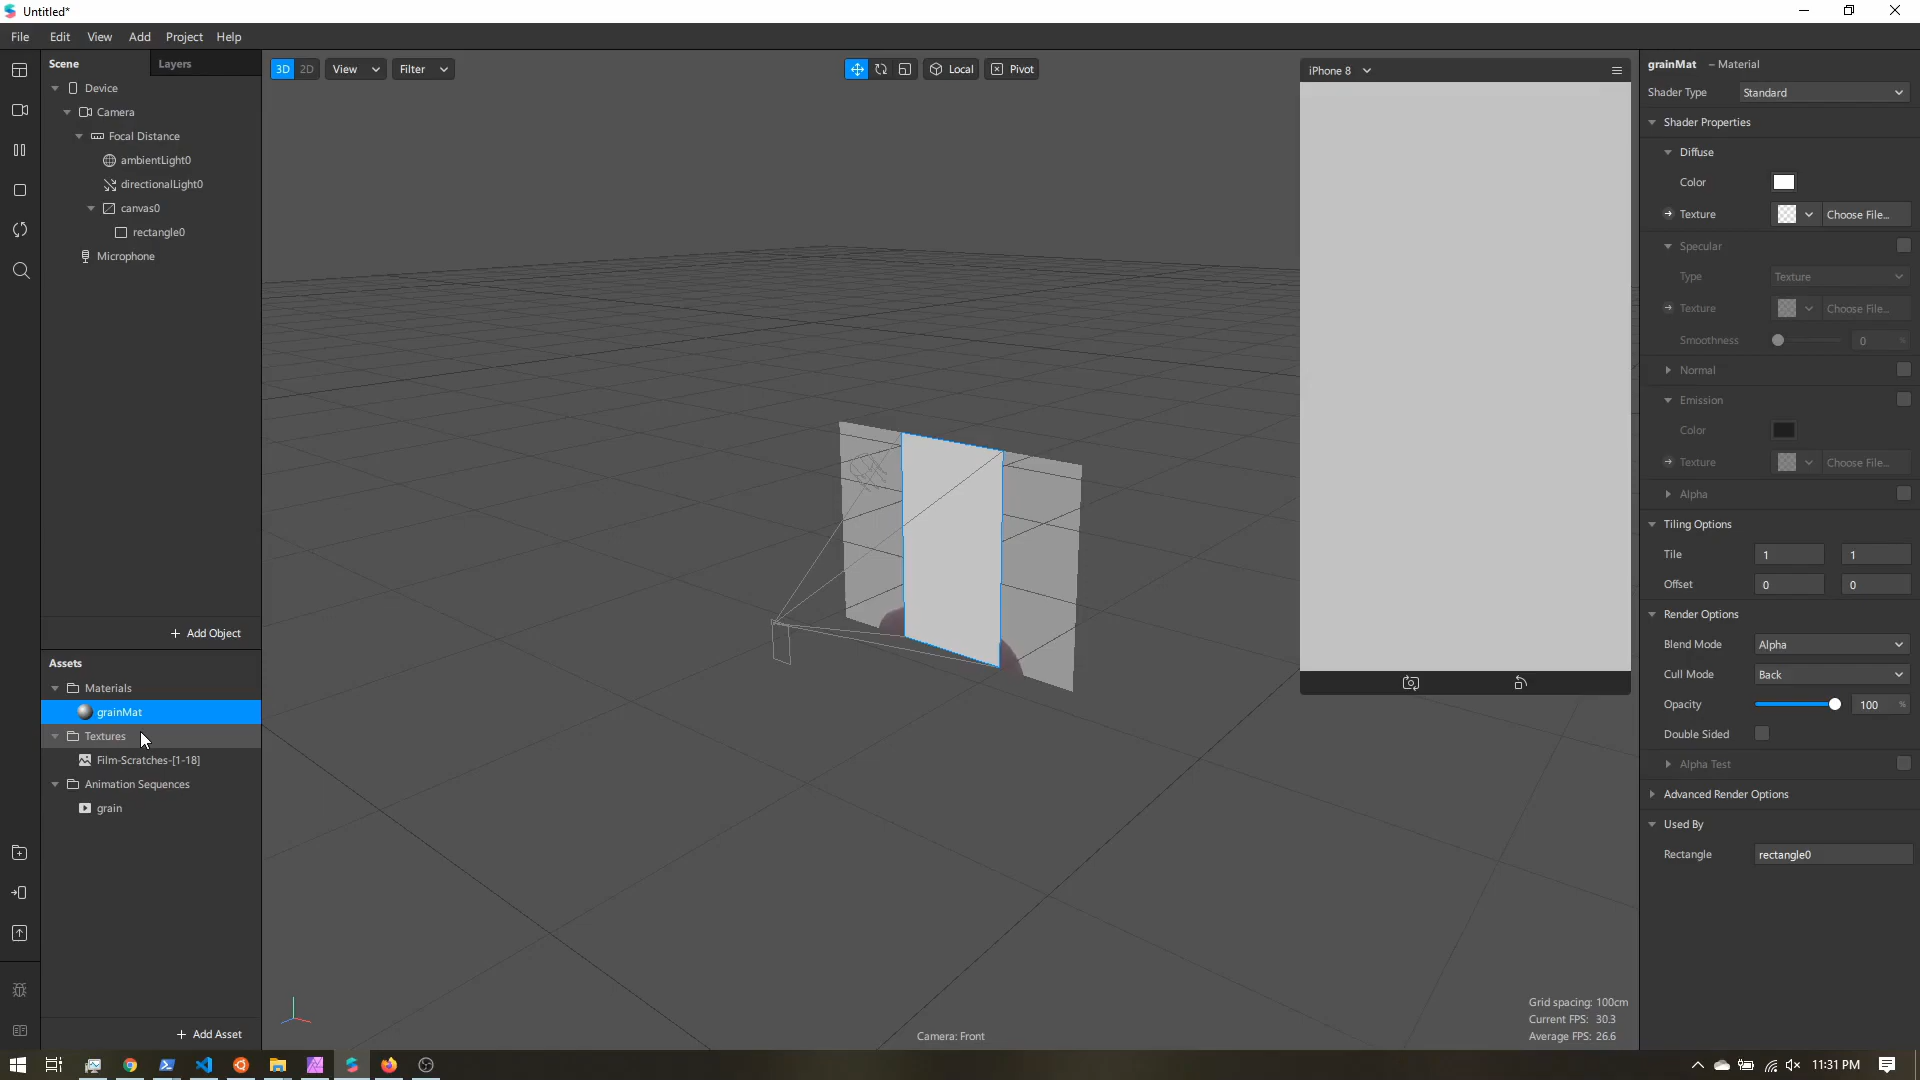 Untitled*
File Edit View Add Project Help
Scene Layers
Device
Camera
Focal Distance
ambientLight0
directionalLight0
canvas0
rectangle0
Microphone
+ Add Object
Assets
Materials
grainMat
Textures
Film-Scratches-[1-18]
Animation Sequences
grain
+ Add Asset
3D 2D View Filter
Local Pivot
iPhone 8
Camera: Front
Grid spacing: 100cm
Current FPS: 30.3
Average FPS: 26.6
grainMat – Material
Shader Type Standard
Shader Properties
Diffuse
Color
Texture Choose File...
Specular
Type Texture
Texture Choose File...
Smoothness 0 %
Normal
Emission
Color
Texture Choose File...
Alpha
Tiling Options
Tile 1 1
Offset 0 0
Render Options
Blend Mode Alpha
Cull Mode Back
Opacity 100 %
Double Sided
Alpha Test
Advanced Render Options
Used By
Rectangle rectangle0
11:31 PM